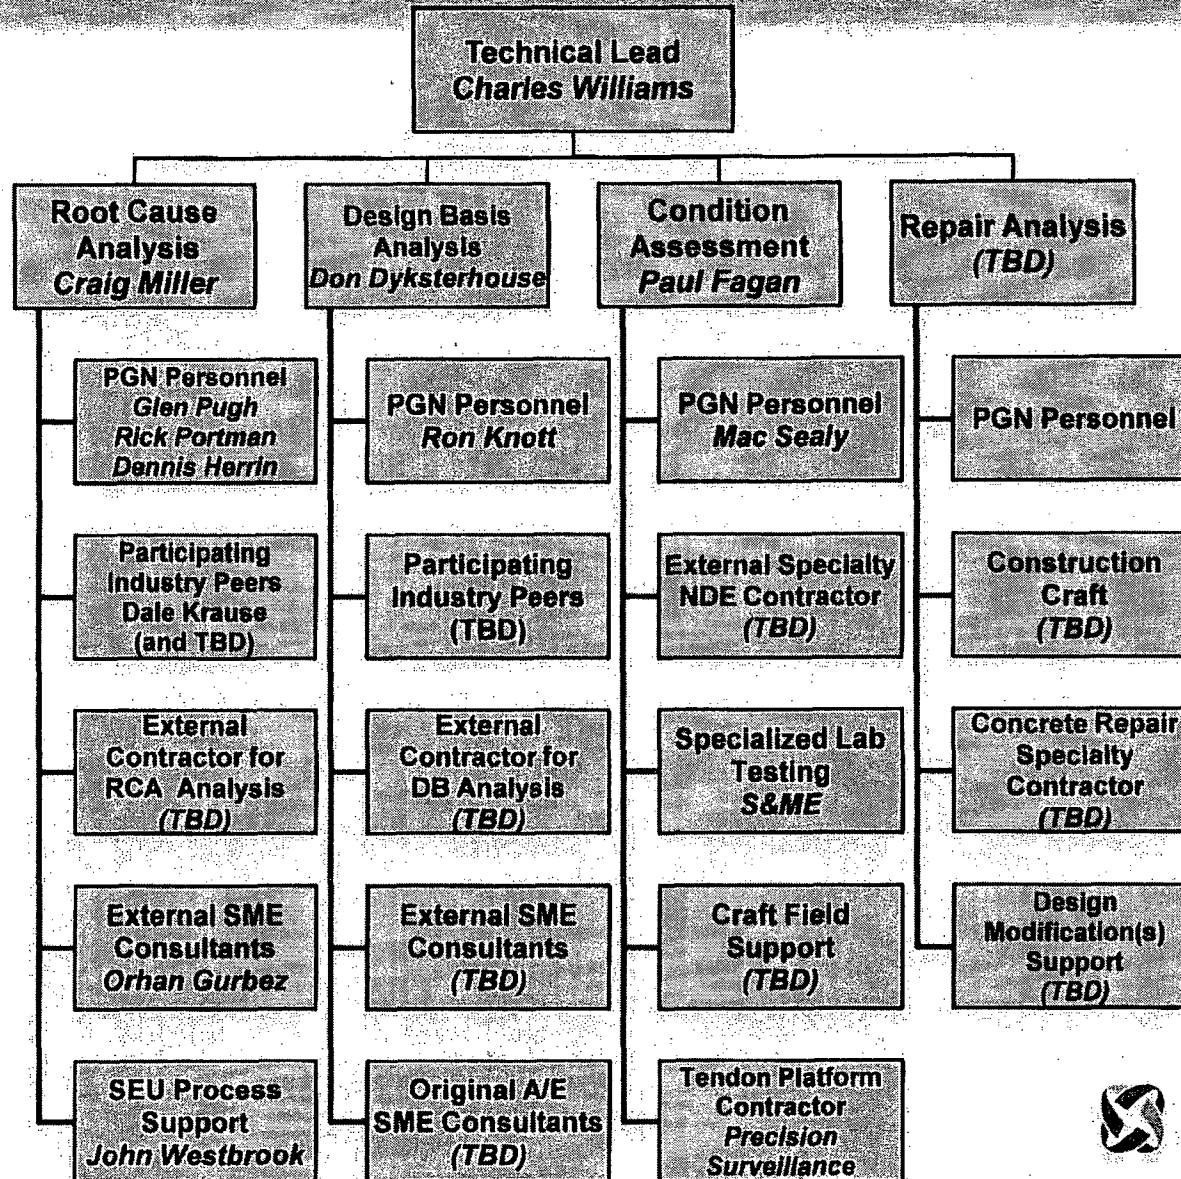 Technical Lead
Charles Williams
Root Cause
Analysis
Craig Miller
Design Basis
Analysis
Don Dyksterhouse
Condition
Assessment
Paul Fagan
Repair Analysis
(TBD)
PGN Personnel
Glen Pugh
Rick Portman
Dennis Herrin
PGN Personnel
Ron Knott
PGN Personnel
Mac Sealy
PGN Personnel
Participating
Industry Peers
Dale Krause
(and TBD)
Participating
Industry Peers
(TBD)
External Specialty
NDE Contractor
(TBD)
Construction
Craft
(TBD)
External
Contractor for
RCA Analysis
(TBD)
External
Contractor for
DB Analysis
(TBD)
Specialized Lab
Testing
S&ME
Concrete Repair
Specialty
Contractor
(TBD)
External SME
Consultants
Orhan Gurbez
External SME
Consultants
(TBD)
Craft Field
Support
(TBD)
Design
Modification(s)
Support
(TBD)
SEU Process
Support
John Westbrook
Original A/E
SME Consultants
(TBD)
Tendon Platform
Contractor
Precision
Surveillance